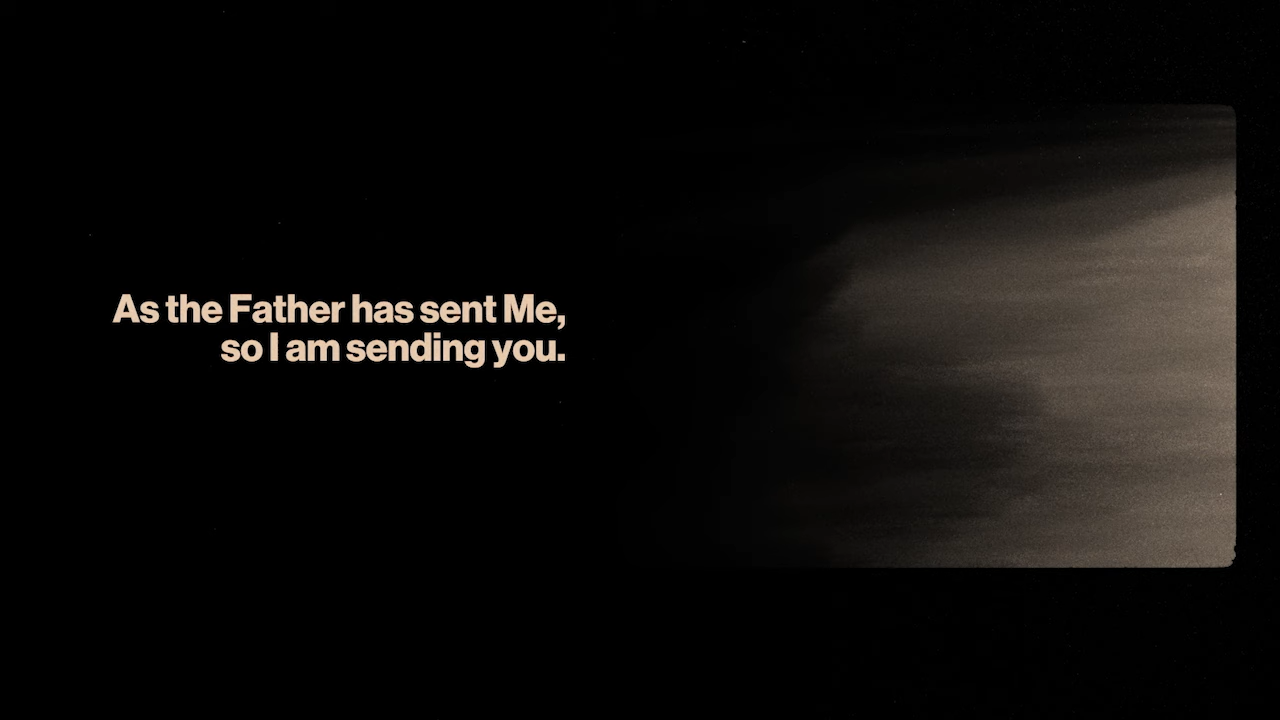 As the Father has sent Me,
so I am sending you.